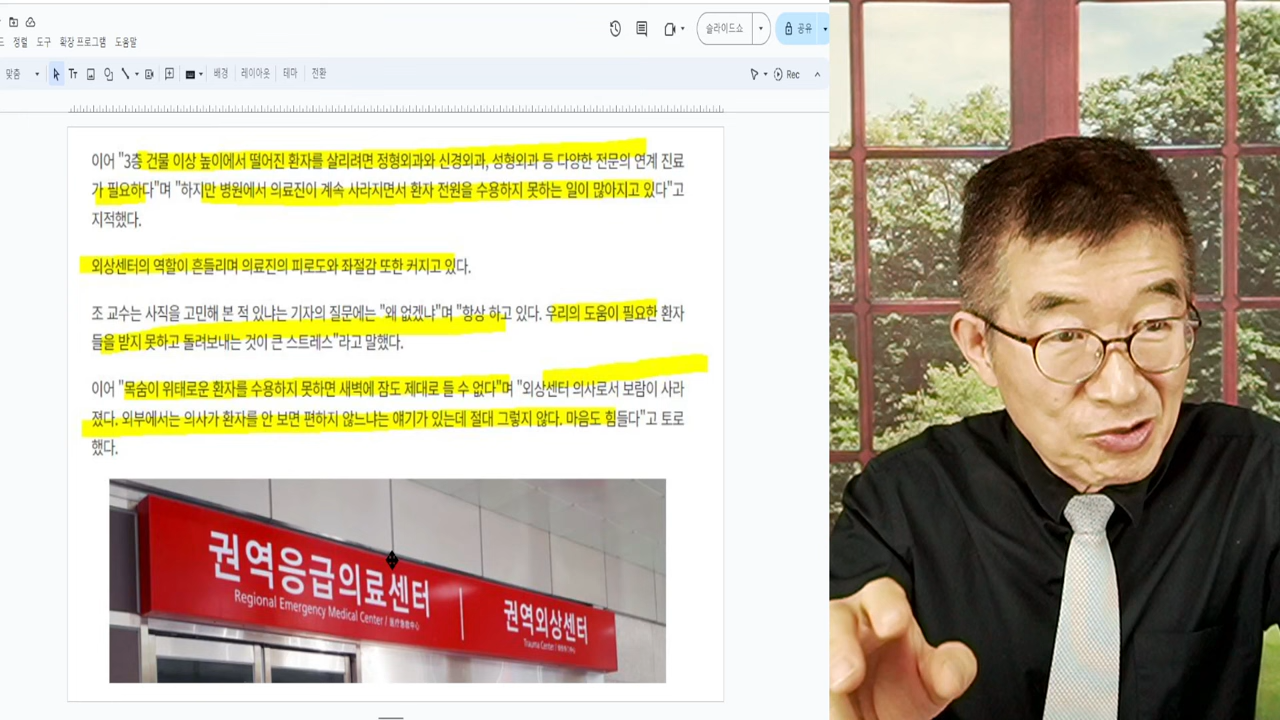 정렬 도구 확장 프로그램 도움말
슬라이드쇼
공유
맞춤
배경 레이아웃 테마 전환
Rec
이어 "3층 건물 이상 높이에서 떨어진 환자를 살리려면 정형외과와 신경외과, 성형외과 등 다양한 전문의 연계 진료
가 필요하다"며 "하지만 병원에서 의료진이 계속 사라지면서 환자 전원을 수용하지 못하는 일이 많아지고 있다"고
지적했다.
외상센터의 역할이 흔들리며 의료진의 피로도와 좌절감 또한 커지고 있다.
조 교수는 사직을 고민해 본 적 있냐는 기자의 질문에는 "왜 없겠냐"며 "항상 하고 있다. 우리의 도움이 필요한 환자
들을 받지 못하고 돌려보내는 것이 큰 스트레스"라고 말했다.
이어 "목숨이 위태로운 환자를 수용하지 못하면 새벽에 잠도 제대로 들 수 없다"며 "외상센터 의사로서 보람이 사라
졌다. 외부에서는 의사가 환자를 안 보면 편하지 않느냐는 얘기가 있는데 절대 그렇지 않다. 마음도 힘들다"고 토로
했다.
권역응급의료센터
Regional Emergency Medical Center /
권역외상센터
Trauma Center /